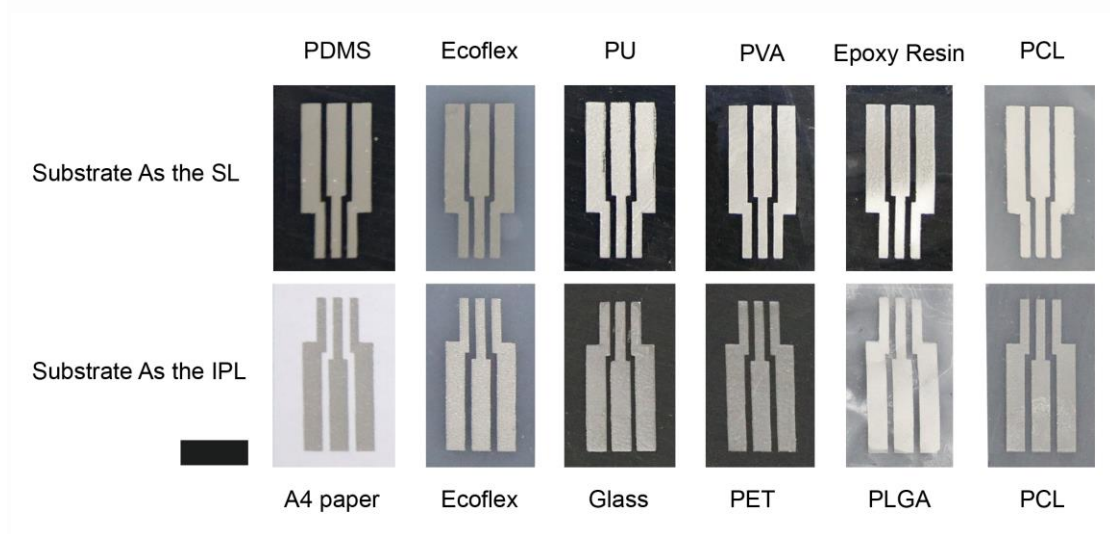 PDMS Ecoflex PU PVA Epoxy Resin PCL
Substrate As the SL
Substrate As the IPL
A4 paper Ecoflex Glass PET PLGA PCL